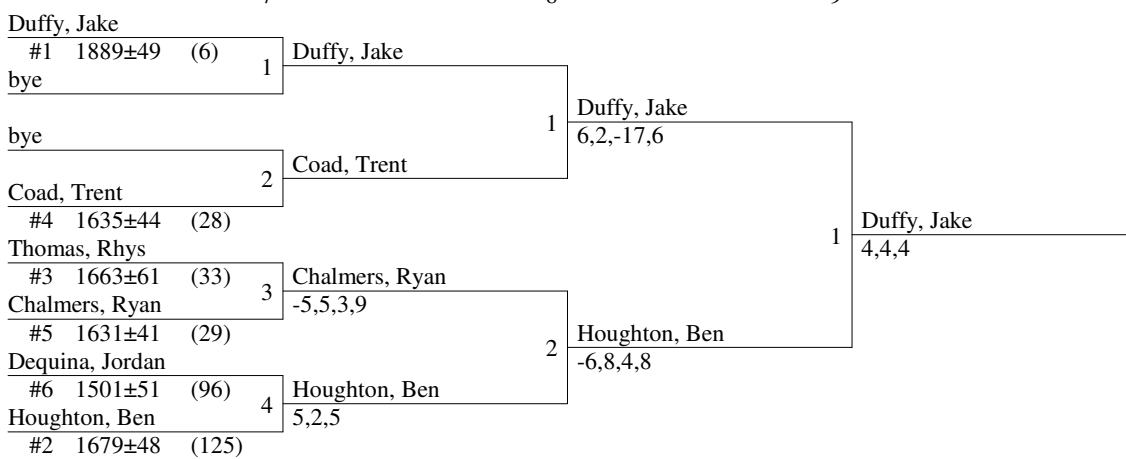 Duffy, Jake
#1 1889±49 (6)
bye
1
Duffy, Jake
bye
Coad, Trent
#4 1635±44 (28)
2
Coad, Trent
1
Duffy, Jake
6,2,-17,6
Thomas, Rhys
#3 1663±61 (33)
Chalmers, Ryan
#5 1631±41 (29)
3
Chalmers, Ryan
-5,5,3,9
Dequina, Jordan
#6 1501±51 (96)
Houghton, Ben
#2 1679±48 (125)
4
Houghton, Ben
5,2,5
2
Houghton, Ben
-6,8,4,8
1
Duffy, Jake
4,4,4